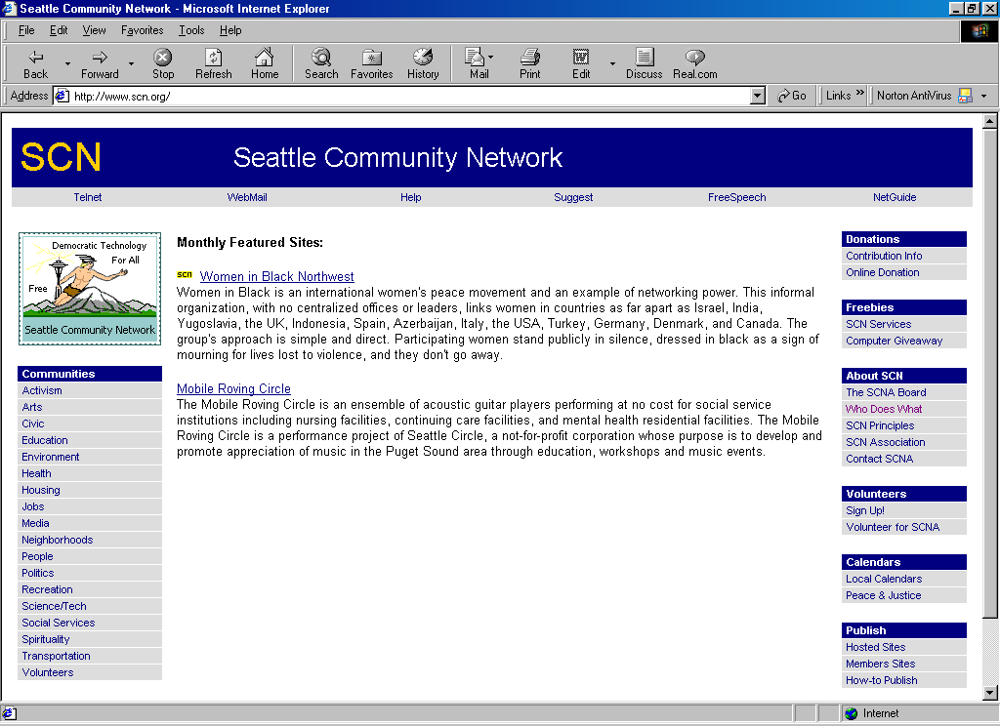 Seattle Community Network - Microsoft Internet Explorer
File Edit View Favorites Tools Help
Back Forward Stop Refresh Home Search Favorites History Mail Print Edit Discuss Real.com
Address http://www.scn.org/ Go Links » Norton AntiVirus
SCN Seattle Community Network
Telnet WebMail Help Suggest FreeSpeech NetGuide
Democratic Technology
For All
Free
Seattle Community Network
Communities
Activism
Arts
Civic
Education
Environment
Health
Housing
Jobs
Media
Neighborhoods
People
Politics
Recreation
Science/Tech
Social Services
Spirituality
Transportation
Volunteers
Monthly Featured Sites:
scn Women in Black Northwest
Women in Black is an international women's peace movement and an example of networking power. This informal
organization, with no centralized offices or leaders, links women in countries as far apart as Israel, India,
Yugoslavia, the UK, Indonesia, Spain, Azerbaijan, Italy, the USA, Turkey, Germany, Denmark, and Canada. The
group's approach is simple and direct. Participating women stand publicly in silence, dressed in black as a sign of
mourning for lives lost to violence, and they don't go away.
Mobile Roving Circle
The Mobile Roving Circle is an ensemble of acoustic guitar players performing at no cost for social service
institutions including nursing facilities, continuing care facilities, and mental health residential facilities. The Mobile
Roving Circle is a performance project of Seattle Circle, a not-for-profit corporation whose purpose is to develop and
promote appreciation of music in the Puget Sound area through education, workshops and music events.
Donations
Contribution Info
Online Donation
Freebies
SCN Services
Computer Giveaway
About SCN
The SCNA Board
Who Does What
SCN Principles
SCN Association
Contact SCNA
Volunteers
Sign Up!
Volunteer for SCNA
Calendars
Local Calendars
Peace & Justice
Publish
Hosted Sites
Members Sites
How-to Publish
Internet